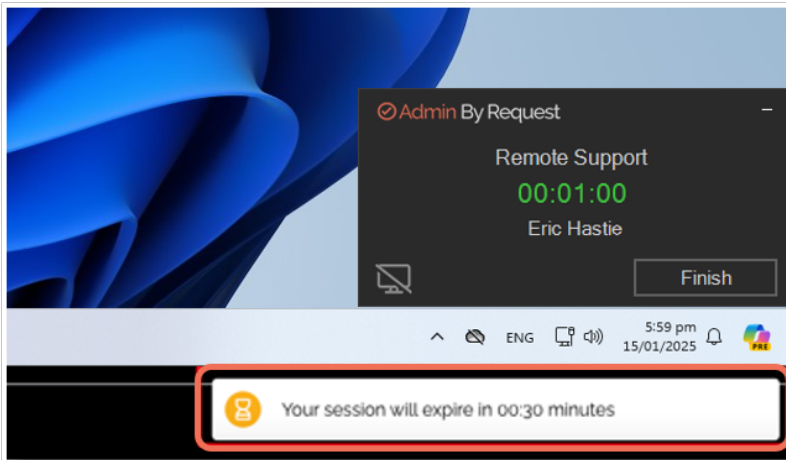 Admin By Request
Remote Support
00:01:00
Eric Hastie
Finish
ENG
5:59 pm
15/01/2025
PRE
Your session will expire in 00:30 minutes